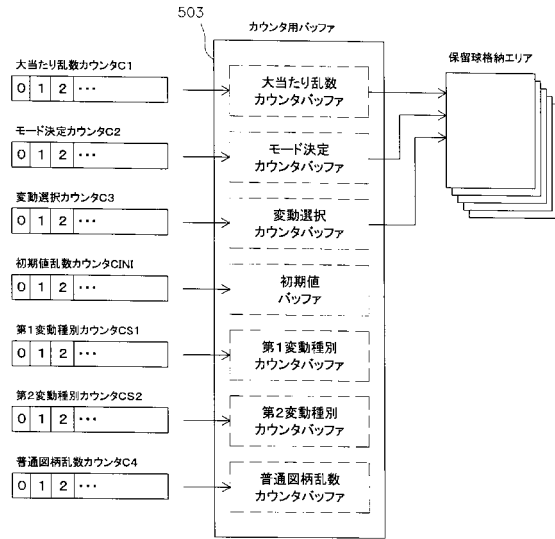 503
カウンタ用バッファ
保留球格納エリア
大当たり乱数カウンタC1
0 1 2 ･･･
大当たり乱数
カウンタバッファ
モード決定カウンタC2
0 1 2 ･･･
モード決定
カウンタバッファ
変動選択カウンタC3
0 1 2 ･･･
変動選択
カウンタバッファ
初期値乱数カウンタCINI
0 1 2 ･･･
初期値
バッファ
第1変動種別カウンタCS1
0 1 2 ･･･
第1変動種別
カウンタバッファ
第2変動種別カウンタCS2
0 1 2 ･･･
第2変動種別
カウンタバッファ
普通図柄乱数カウンタC4
0 1 2 ･･･
普通図柄乱数
カウンタバッファ